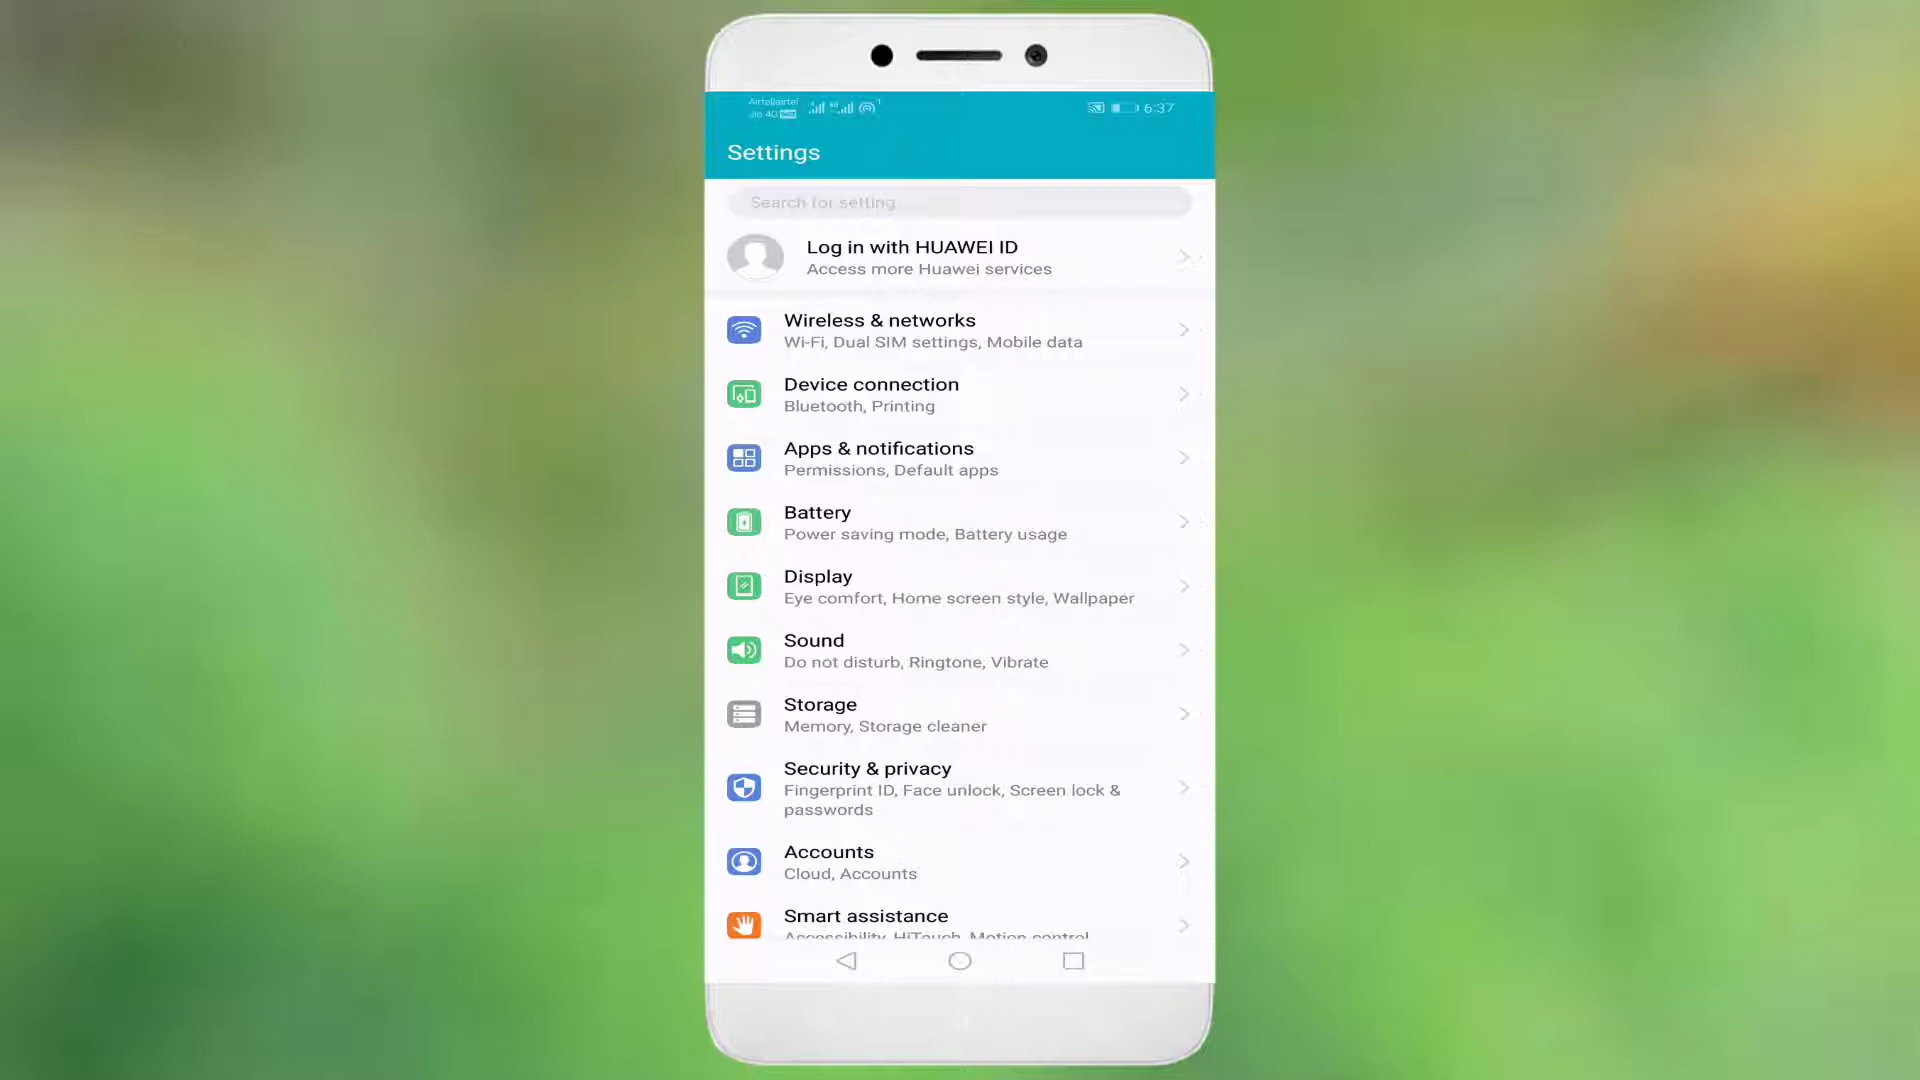 Airtel|airtel
Jio 4G
6:37
Settings
Search for setting
Log in with HUAWEI ID
Access more Huawei services
Wireless & networks
Wi-Fi, Dual SIM settings, Mobile data
Device connection
Bluetooth, Printing
Apps & notifications
Permissions, Default apps
Battery
Power saving mode, Battery usage
Display
Eye comfort, Home screen style, Wallpaper
Sound
Do not disturb, Ringtone, Vibrate
Storage
Memory, Storage cleaner
Security & privacy
Fingerprint ID, Face unlock, Screen lock &
passwords
Accounts
Cloud, Accounts
Smart assistance
Accessibility, HiTouch, Motion control